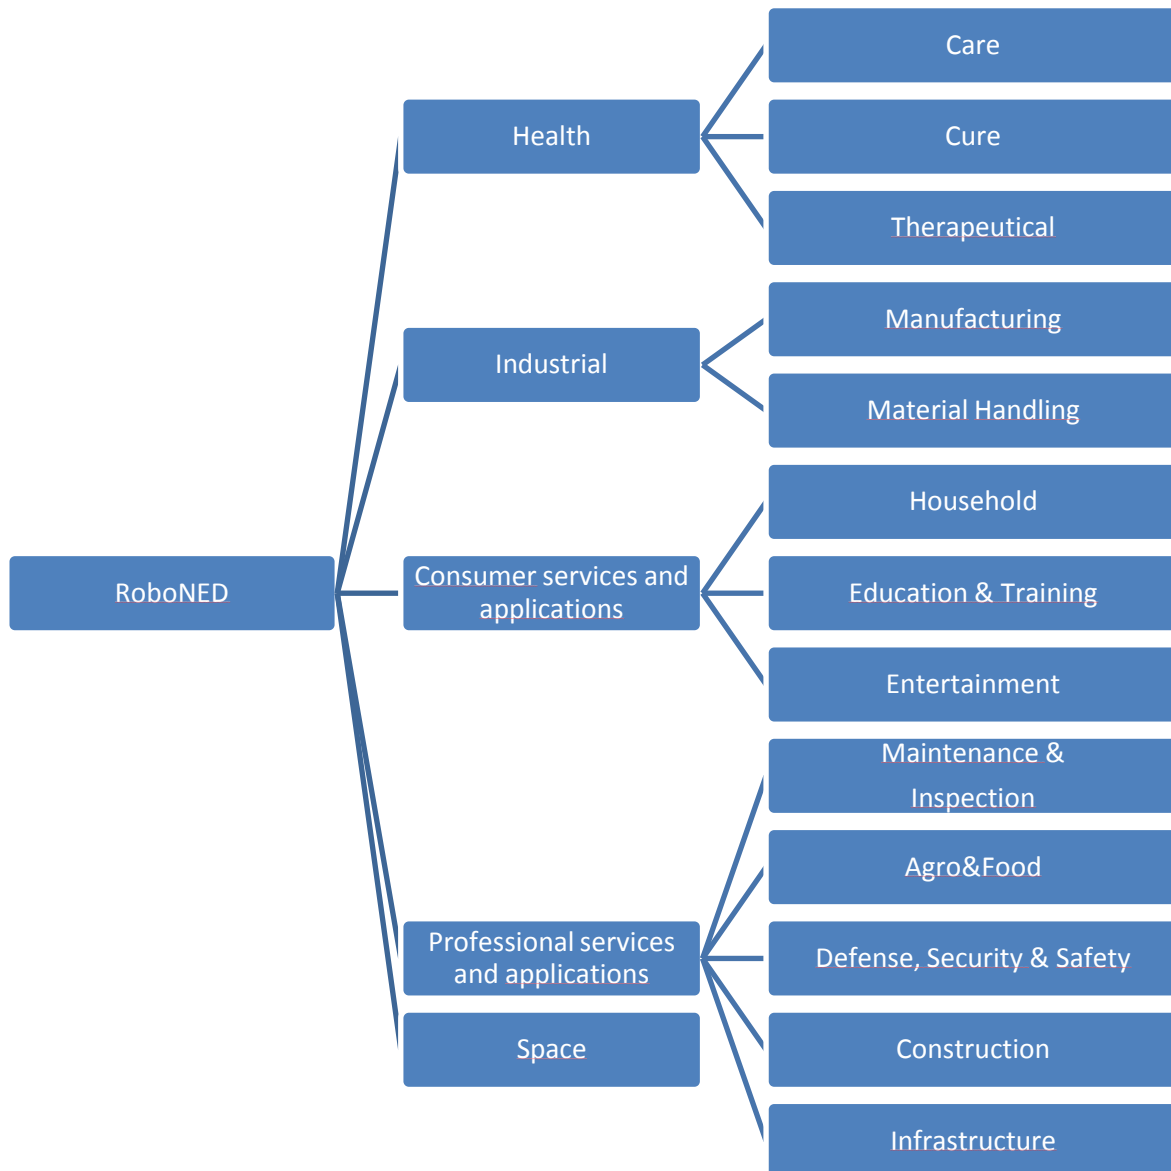 RoboNED
Health
Care
Cure
Therapeutical
Industrial
Manufacturing
Material Handling
Consumer services and
applications
Household
Education & Training
Entertainment
Professional services
and applications
Maintenance &
Inspection
Agro&Food
Defense, Security & Safety
Construction
Infrastructure
Space